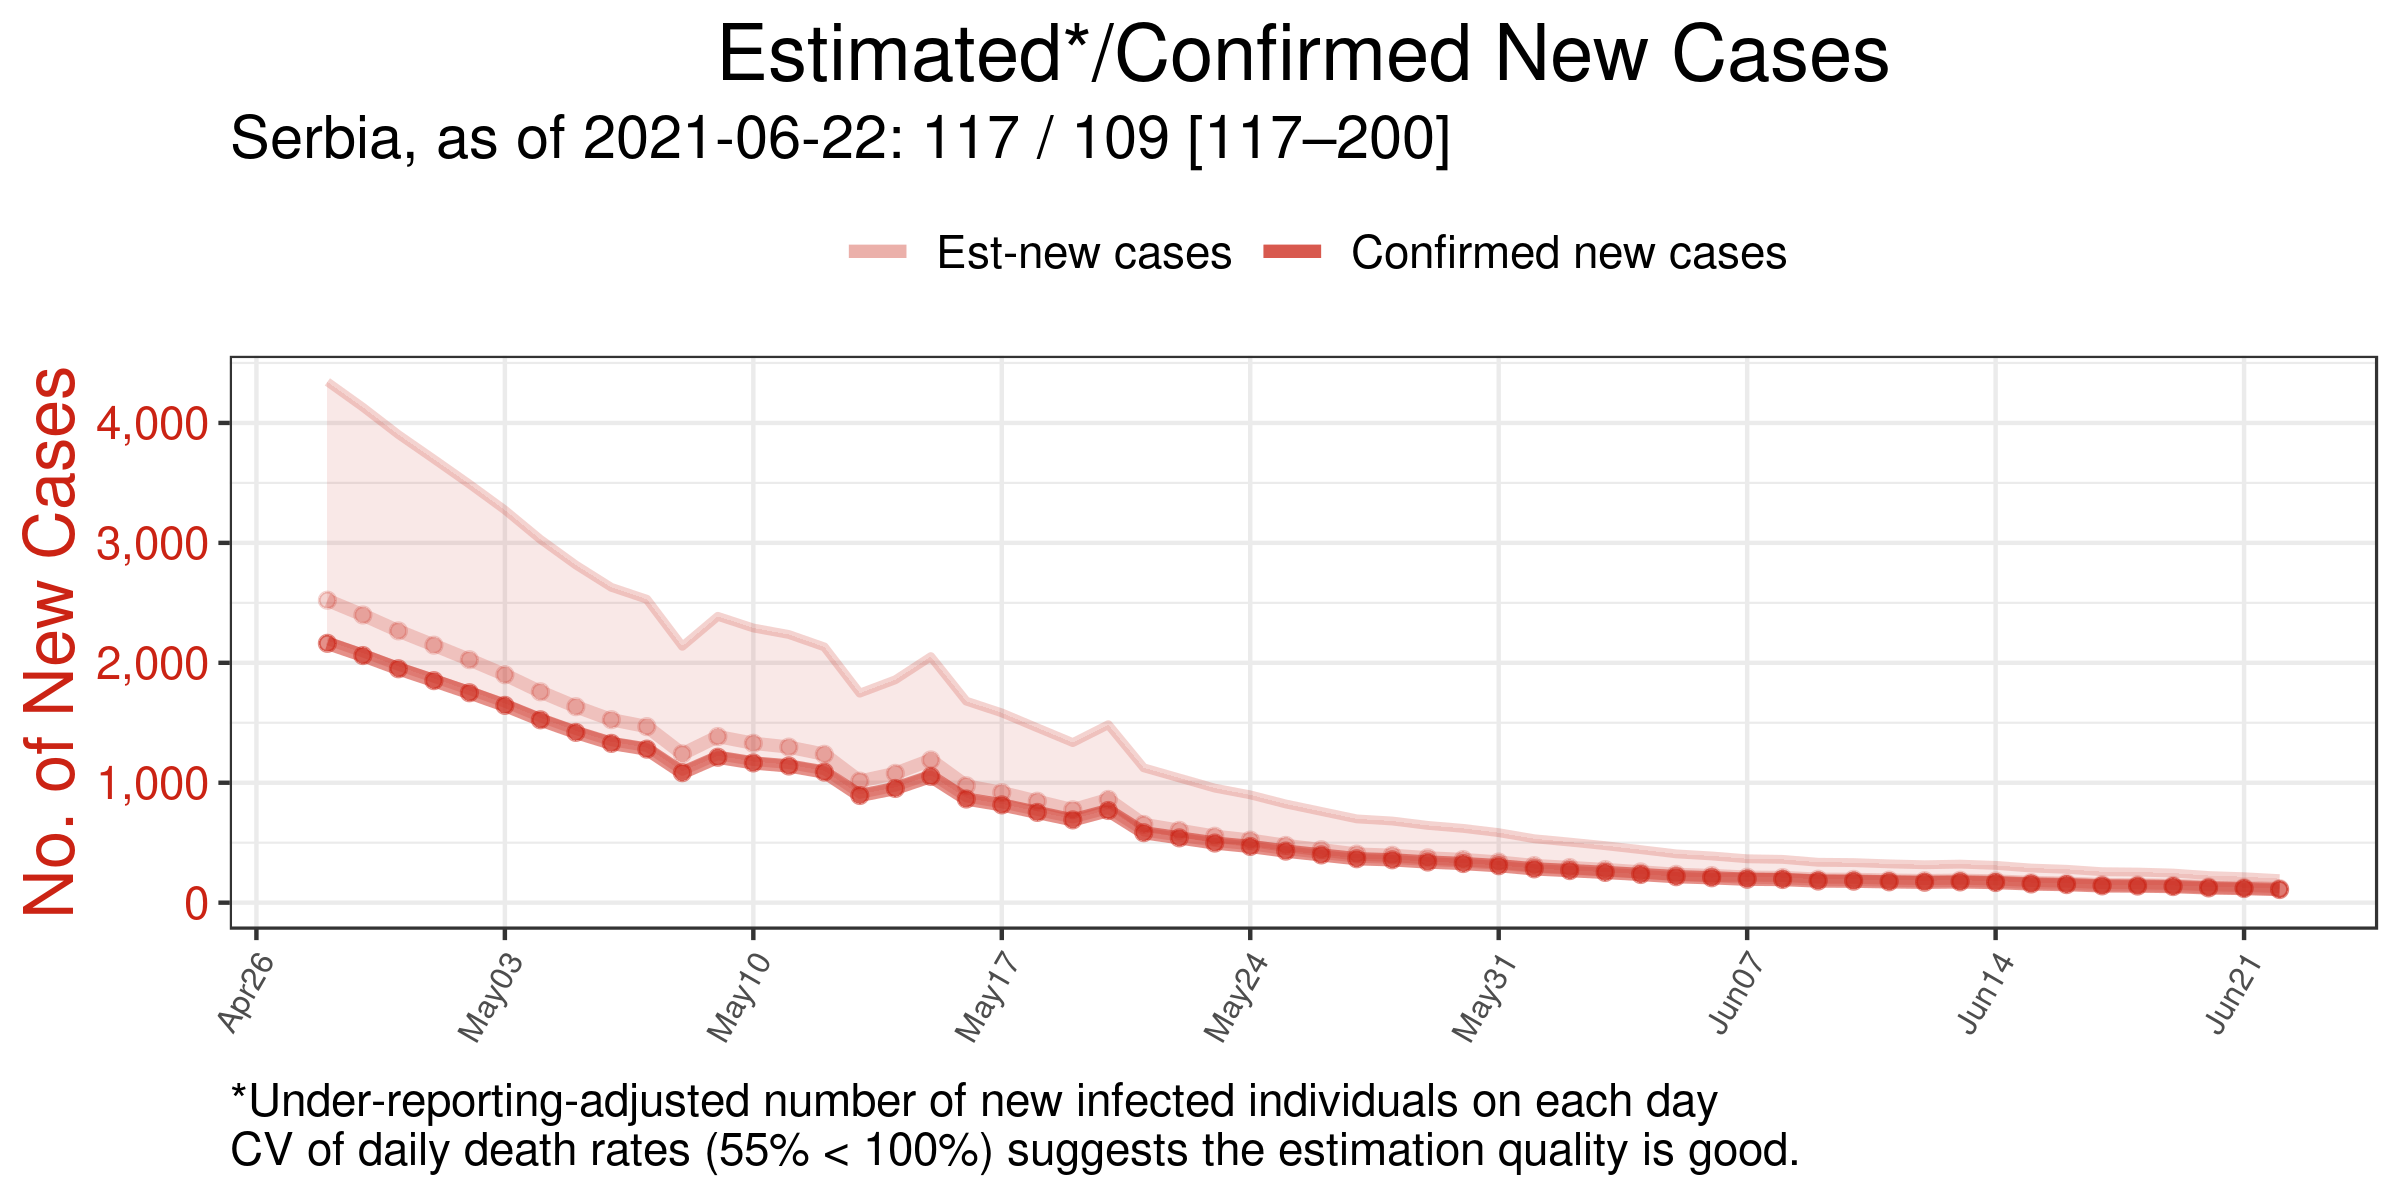 Estimated*/Confirmed New Cases
Serbia, as of 2021-06-22: 117 / 109 [117–200]
Est-new cases
Confirmed new cases
No. of New Cases
4,000
3,000
2,000
1,000
0
Apr26
May03
May10
May17
May24
May31
Jun07
Jun14
Jun21
*Under-reporting-adjusted number of new infected individuals on each day
CV of daily death rates (55% < 100%) suggests the estimation quality is good.